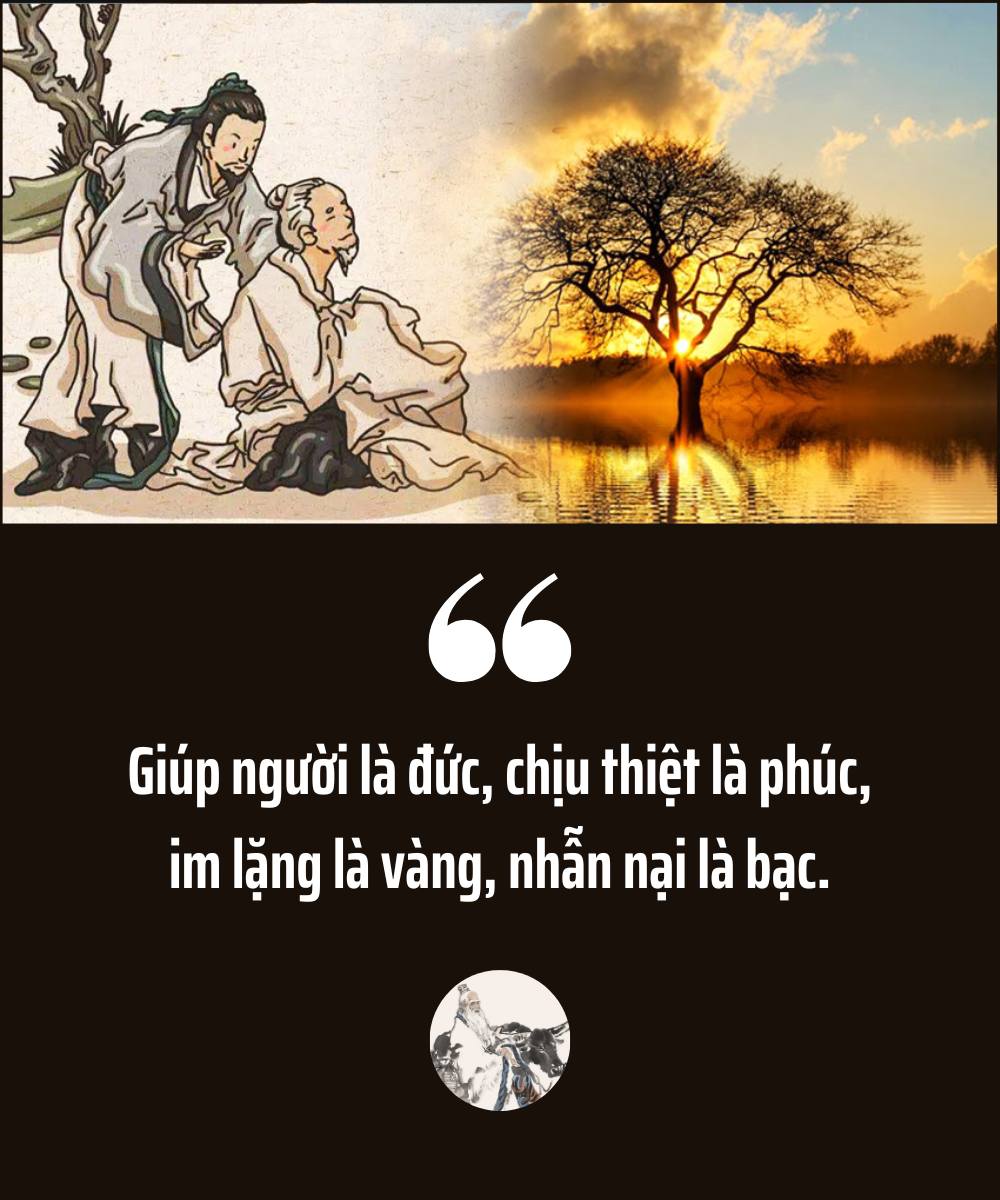 “
Giúp người là đức, chịu thiệt là phúc,
im lặng là vàng, nhẫn nại là bạc.